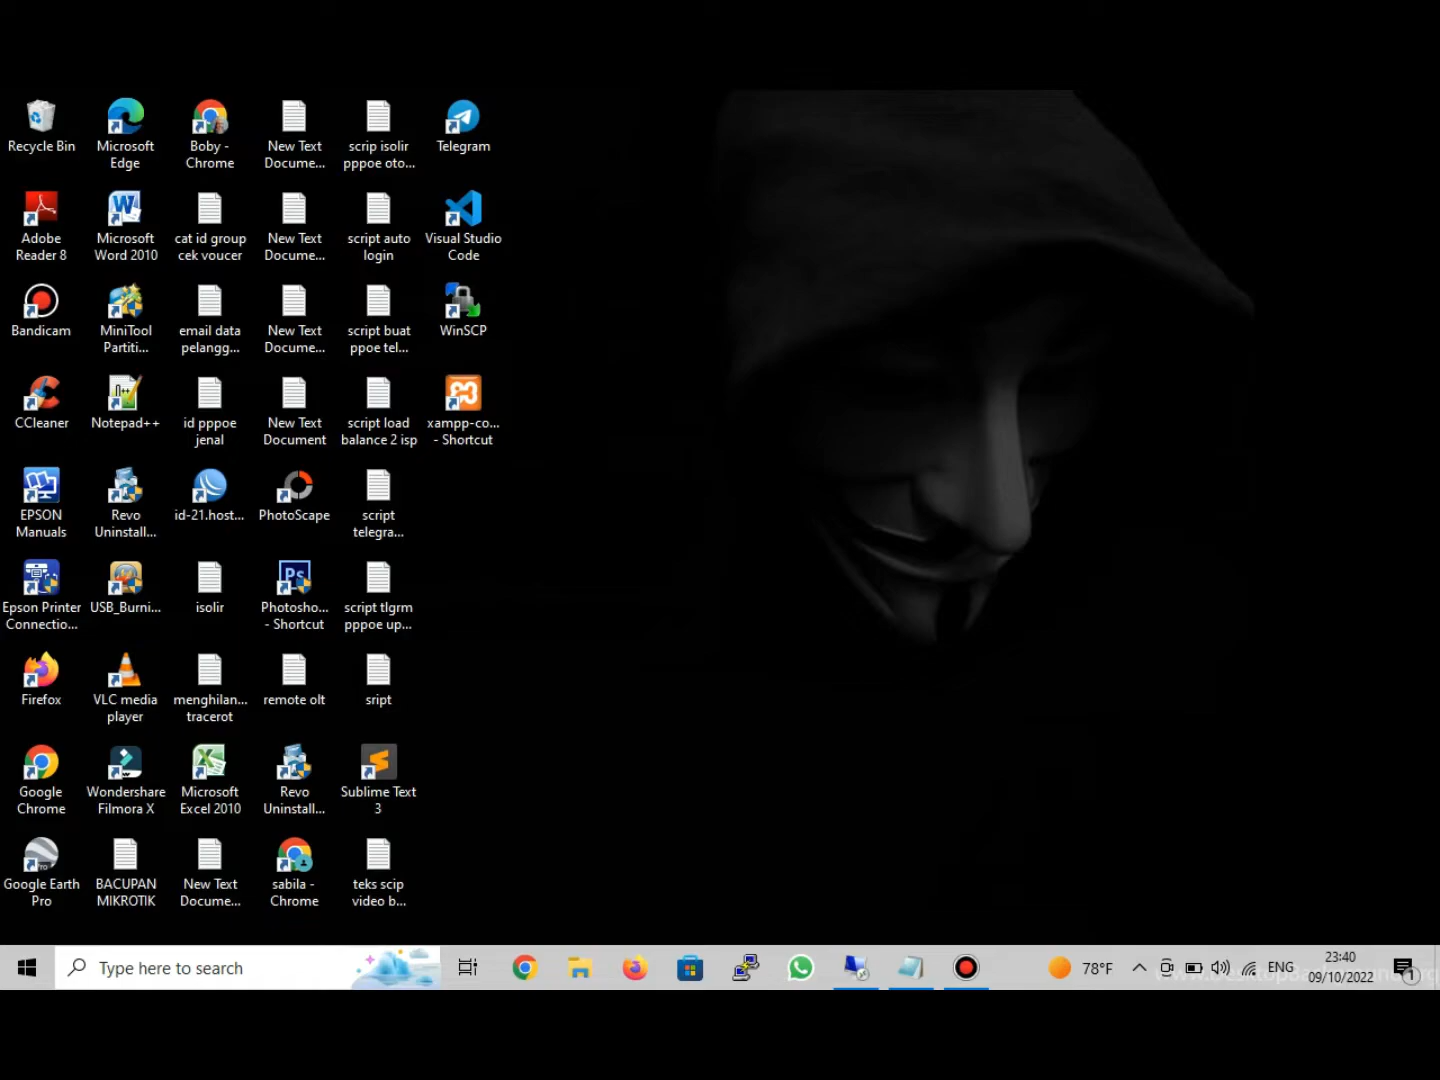 Recycle Bin
Microsoft
Edge
Boby -
Chrome
New Text
Docume...
scrip isolir
pppoe oto...
Telegram
Adobe
Reader 8
Microsoft
Word 2010
cat id group
cek voucer
New Text
Docume...
script auto
login
Visual Studio
Code
Bandicam
MiniTool
Partiti...
email data
pelangg...
New Text
Docume...
script buat
ppoe tel...
WinSCP
CCleaner
Notepad++
id pppoe
jenal
New Text
Document
script load
balance 2 isp
xampp-co...
- Shortcut
EPSON
Manuals
Revo
Uninstall...
id-21.host...
PhotoScape
script
telegra...
Epson Printer
Connectio...
USB_Burni...
isolir
Photosho...
- Shortcut
script tlgrm
pppoe up...
Firefox
VLC media
player
menghilan...
tracerot
remote olt
sript
Google
Chrome
Wondershare
Filmora X
Microsoft
Excel 2010
Revo
Uninstall...
Sublime Text
3
Google Earth
Pro
BACUPAN
MIKROTIK
New Text
Docume...
sabila -
Chrome
teks scip
video b...
Type here to search
78°F
ENG
23:40
09/10/2022
1